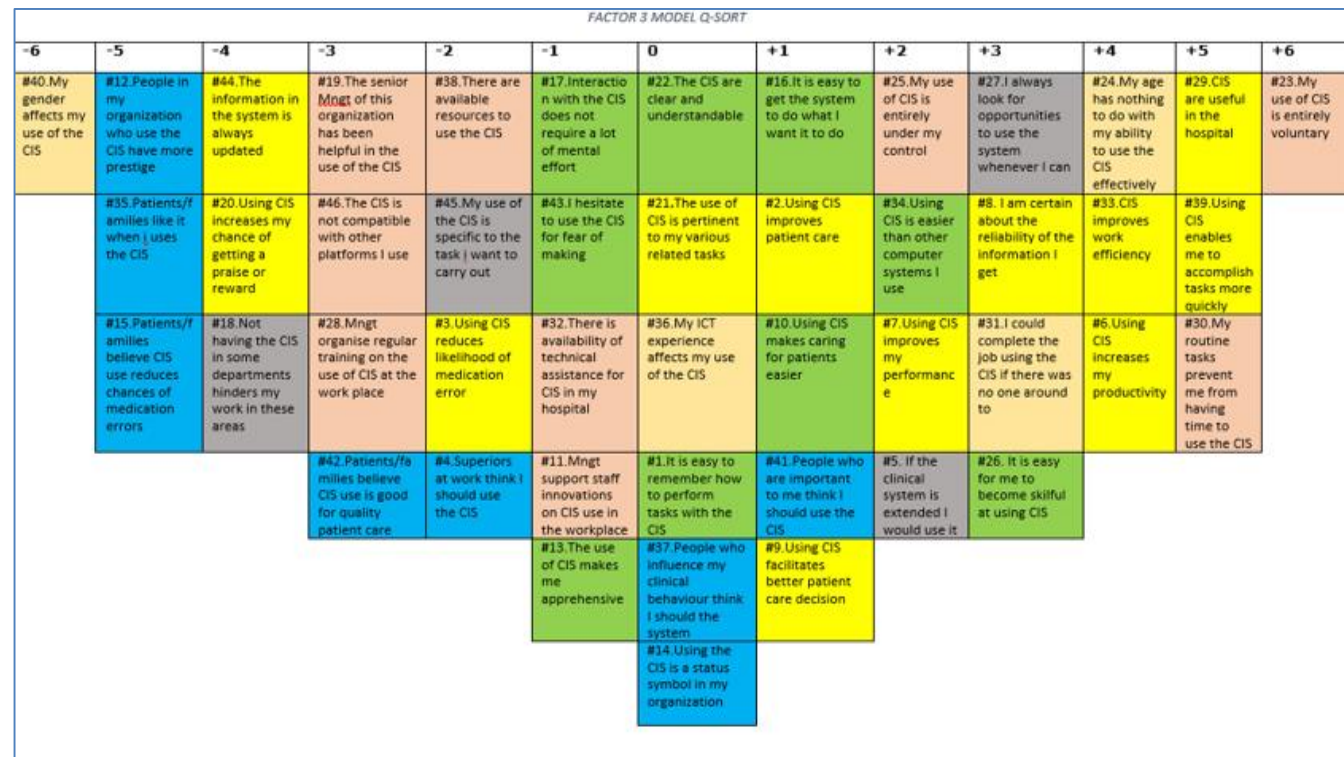 FACTOR 3 MODEL Q-SORT
-6
-5
-4
-3
-2
-1
0
+1
+2
+3
+4
+5
+6
#40.My
gender
affects my
use of the
CIS
#12.People in
my
organization
who use the
CIS have more
prestige
#44.The
information in
the system is
always
updated
#19.The senior
Mngt of this
organization
has been
helpful in the
use of the CIS
#38.There are
available
resources to
use the CIS
#17.Interactio
n with the CIS
does not
require a lot
of mental
effort
#22.The CIS are
clear and
understandable
#16.It is easy to
get the system
to do what I
want it to do
#25.My use
of CIS is
entirely
under my
control
#27.I always
look for
opportunities
to use the
system
whenever I can
#24.My age
has nothing
to do with
my ability
to use the
CIS
effectively
#29.CIS
are useful
in the
hospital
#23.My
use of CIS
is entirely
voluntary
#35.Patients/f
amilies like it
when i uses
the CIS
#20.Using CIS
increases my
chance of
getting a
praise or
reward
#46.The CIS is
not compatible
with other
platforms I use
#45.My use of
the CIS is
specific to the
task i want to
carry out
#43.I hesitate
to use the CIS
for fear of
making
#21.The use of
CIS is pertinent
to my various
related tasks
#2.Using CIS
improves
patient care
#34.Using
CIS is easier
than other
computer
systems I
use
#8. I am certain
about the
reliability of the
information I
get
#33.CIS
improves
work
efficiency
#39.Using
CIS
enables
me to
accomplish
tasks more
quickly
#15.Patients/f
amilies
believe CIS
use reduces
chances of
medication
errors
#18.Not
having the CIS
in some
departments
hinders my
work in these
areas
#28.Mngt
organise regular
training on the
use of CIS at the
work place
#3.Using CIS
reduces
likelihood of
medication
error
#32.There is
availability of
technical
assistance for
CIS in my
hospital
#36.My ICT
experience
affects my use
of the CIS
#10.Using CIS
makes caring
for patients
easier
#7.Using CIS
improves
my
performanc
e
#31.I could
complete the
job using the
CIS if there was
no one around
to
#6.Using
CIS
increases
my
productivity
#30.My
routine
tasks
prevent
me from
having
time to
use the CIS
#42.Patients/fa
milies believe
CIS use is good
for quality
patient care
#4.Superiors
at work think I
should use
the CIS
#11.Mngt
support staff
innovations
on CIS use in
the workplace
#1.It is easy to
remember how
to perform
tasks with the
CIS
#41.People who
are important
to me think I
should use the
CIS
#5. If the
clinical
system is
extended I
would use it
#26. It is easy
for me to
become skilful
at using CIS
#13.The use
of CIS makes
me
apprehensive
#37.People who
influence my
clinical
behaviour think
I should the
system
#9.Using CIS
facilitates
better patient
care decision
#14.Using the
CIS is a status
symbol in my
organization